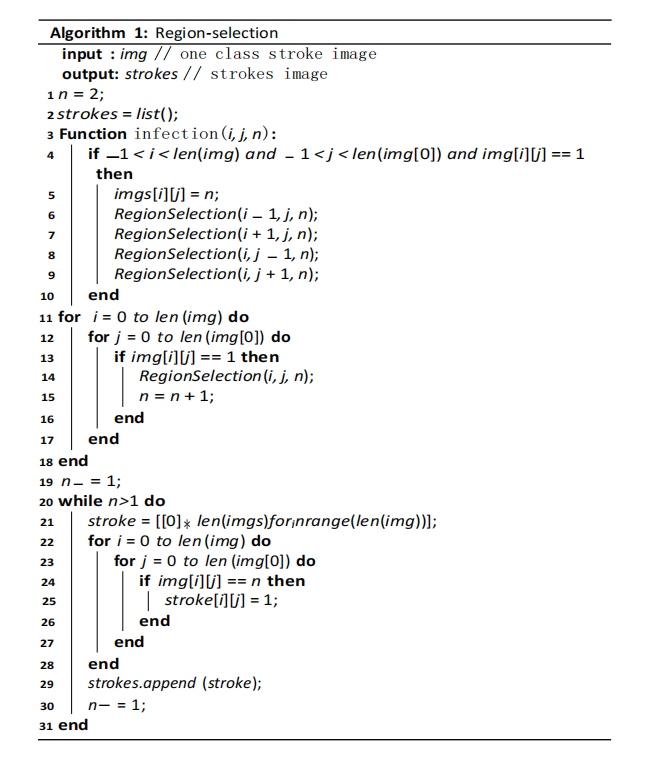 Algorithm 1: Region-selection
input : img // one class stroke image
output: strokes // strokes image
1 n = 2;
2 strokes = list();
3 Function infection(i, j, n):
4 if −1 < i < len(img) and − 1 < j < len(img[0]) and img[i][j] == 1
then
5 imgs[i][j] = n;
6 RegionSelection(i − 1, j, n);
7 RegionSelection(i + 1, j, n);
8 RegionSelection(i, j − 1, n);
9 RegionSelection(i, j + 1, n);
10 end
11 for i = 0 to len (img) do
12 for j = 0 to len (img[0]) do
13 if img[i][j] == 1 then
14 RegionSelection(i, j, n);
15 n = n + 1;
16 end
17 end
18 end
19 n− = 1;
20 while n>1 do
21 stroke = [[0]* len(imgs)forᵢnrange(len(img))];
22 for i = 0 to len (img) do
23 for j = 0 to len (img[0]) do
24 if img[i][j] == n then
25 stroke[i][j] = 1;
26 end
27 end
28 end
29 strokes.append (stroke);
30 n− = 1;
31 end